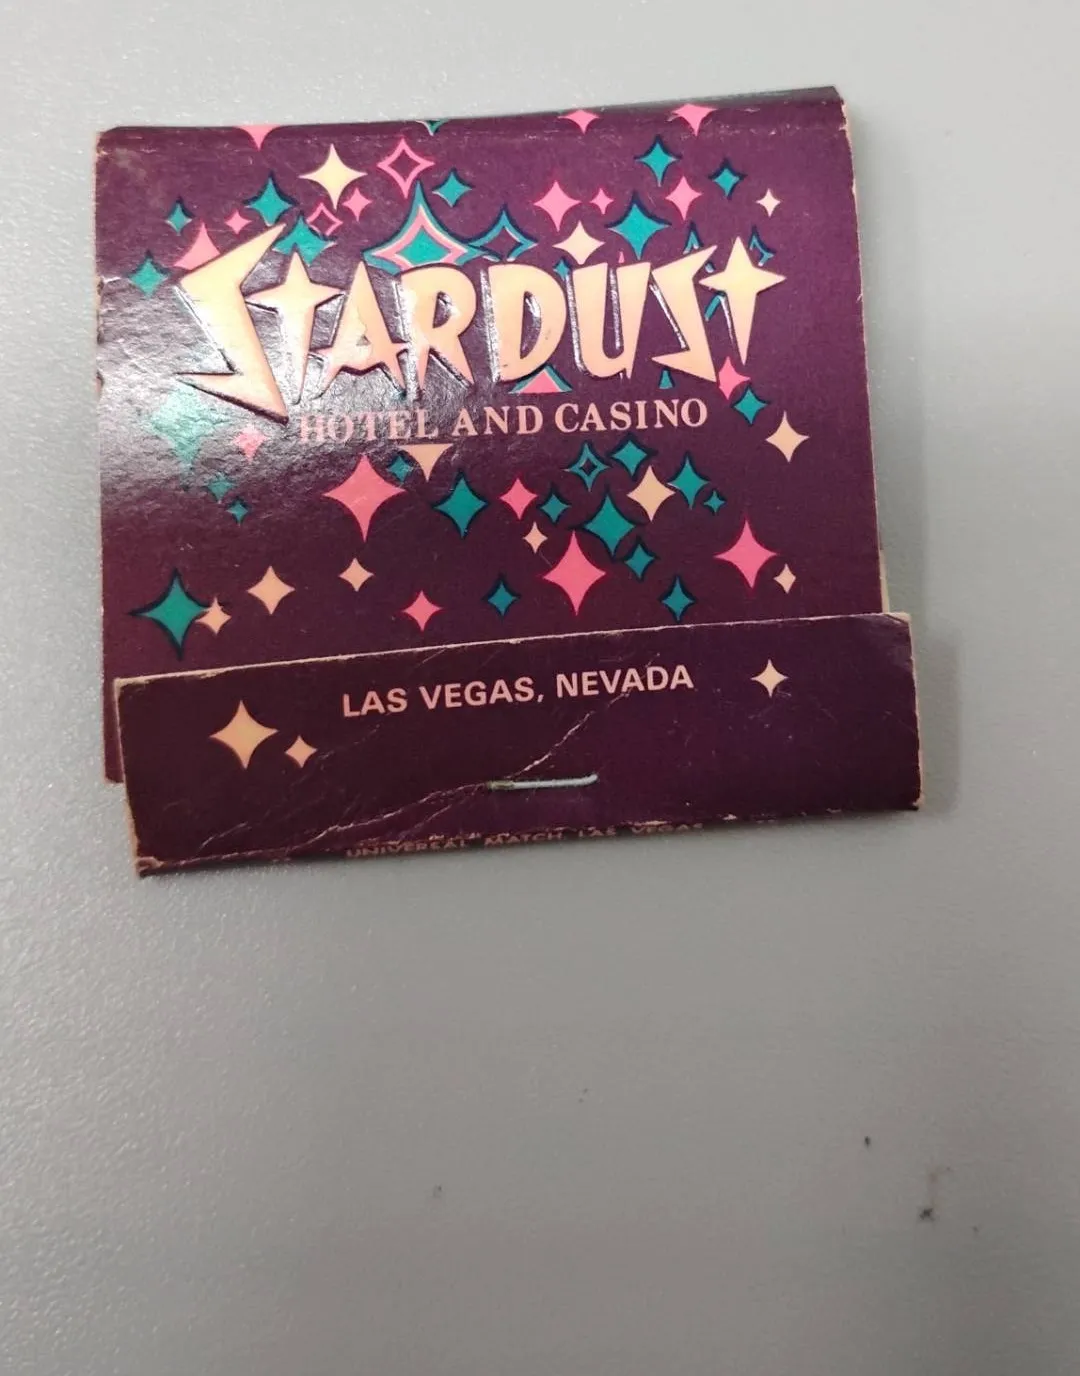 STARDUST
HOTEL AND CASINO
LAS VEGAS, NEVADA
UNIVERSAL MATCH LAS VEGAS